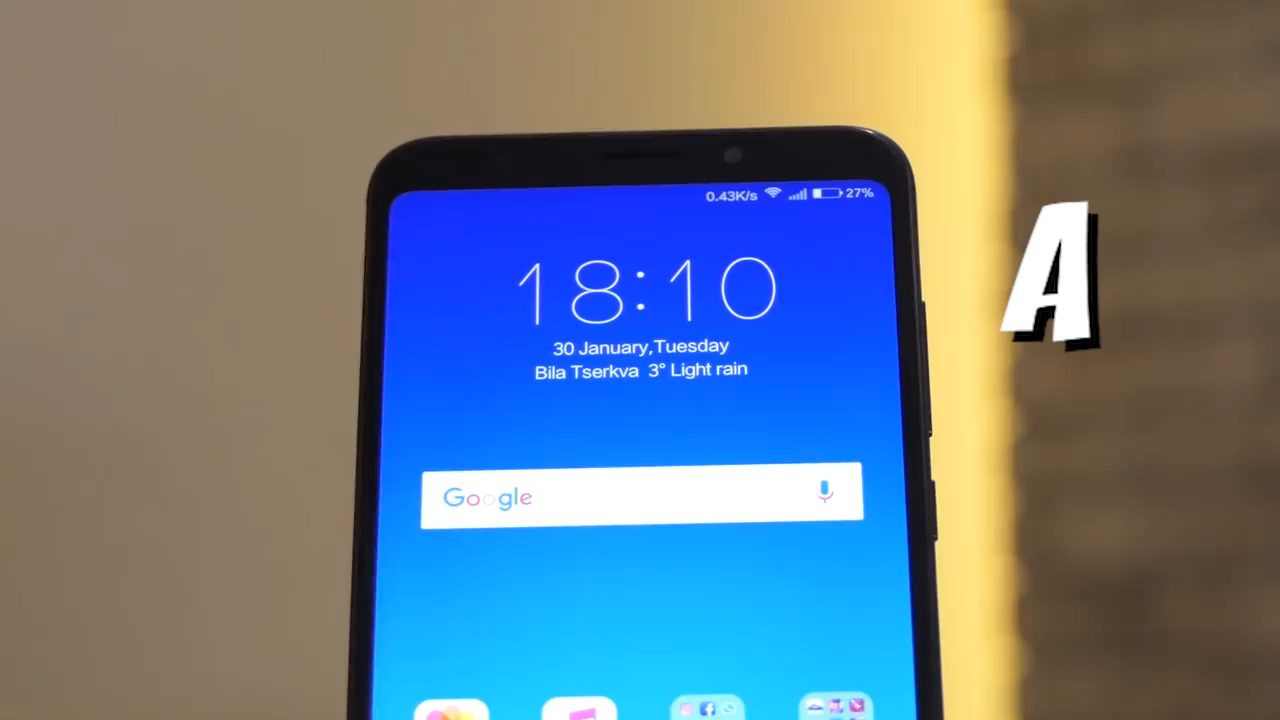 0.43K/s 27%
18:10
30 January,Tuesday
Bila Tserkva 3° Light rain
Google
A